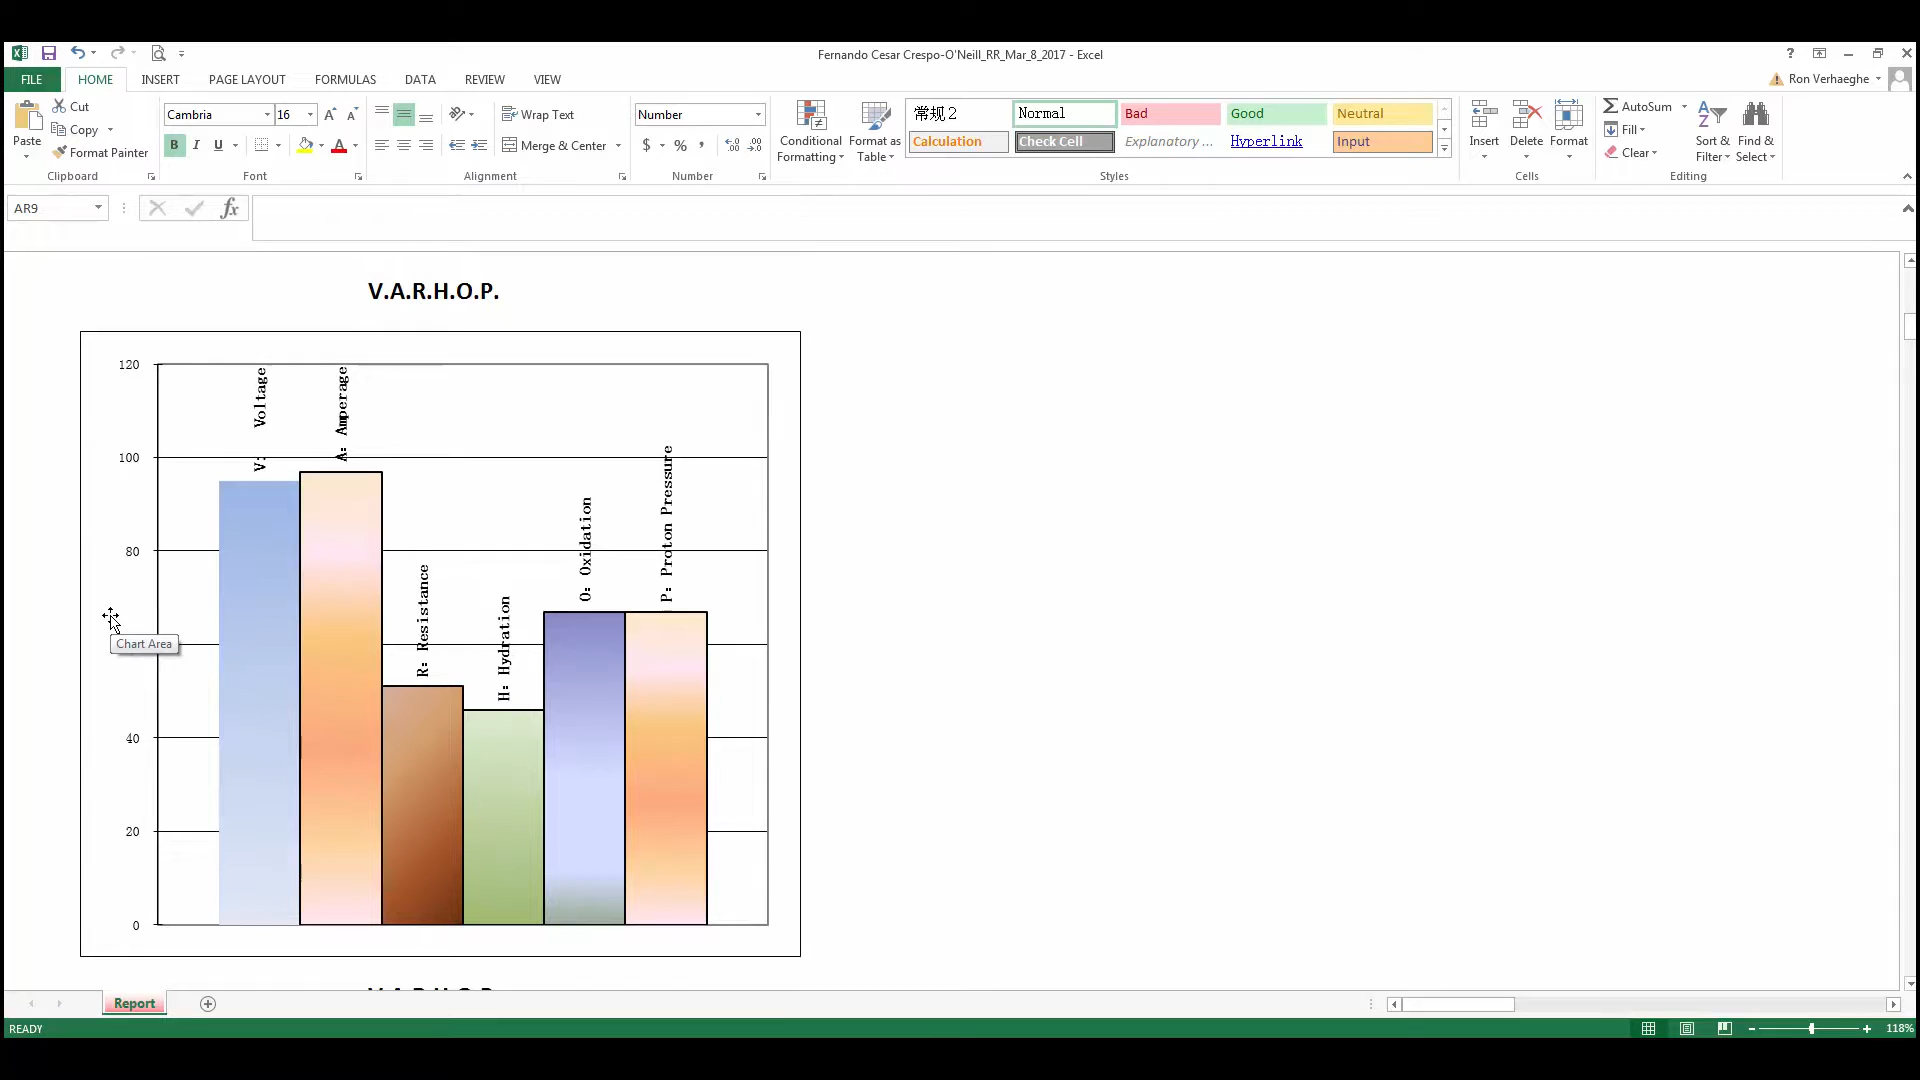 Fernando Cesar Crespo-O'Neill_RR_Mar_8_2017 - Excel
FILE HOME INSERT PAGE LAYOUT FORMULAS DATA REVIEW VIEW
Ron Verhaeghe
Paste
Cut
Copy
Format Painter
Clipboard
Cambria 16
B I U
Font
Wrap Text
Merge & Center
Alignment
Number
$ % ,
Number
Conditional Formatting
Format as Table
常规 2 Normal Bad Good Neutral
Calculation Check Cell Explanatory ... Hyperlink Input
Styles
Insert Delete Format
Cells
AutoSum
Fill
Clear
Sort & Filter
Find & Select
Editing
AR9
fx
V.A.R.H.O.P.
120
100
80
40
20
0
V: Voltage
A: Amperage
R: Resistance
H: Hydration
O: Oxidation
P: Proton Pressure
Chart Area
Report
READY
118%